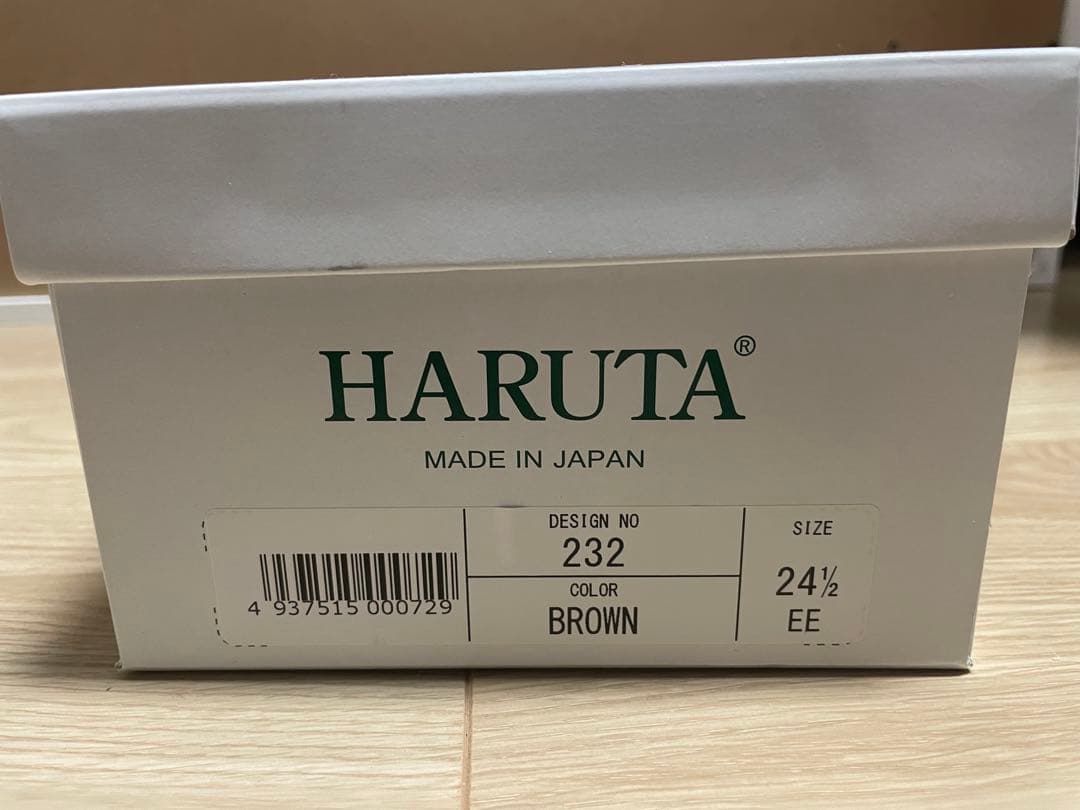 HARUTA®
MADE IN JAPAN
4 937515 000729
DESIGN NO
232
COLOR
BROWN
SIZE
24½
EE